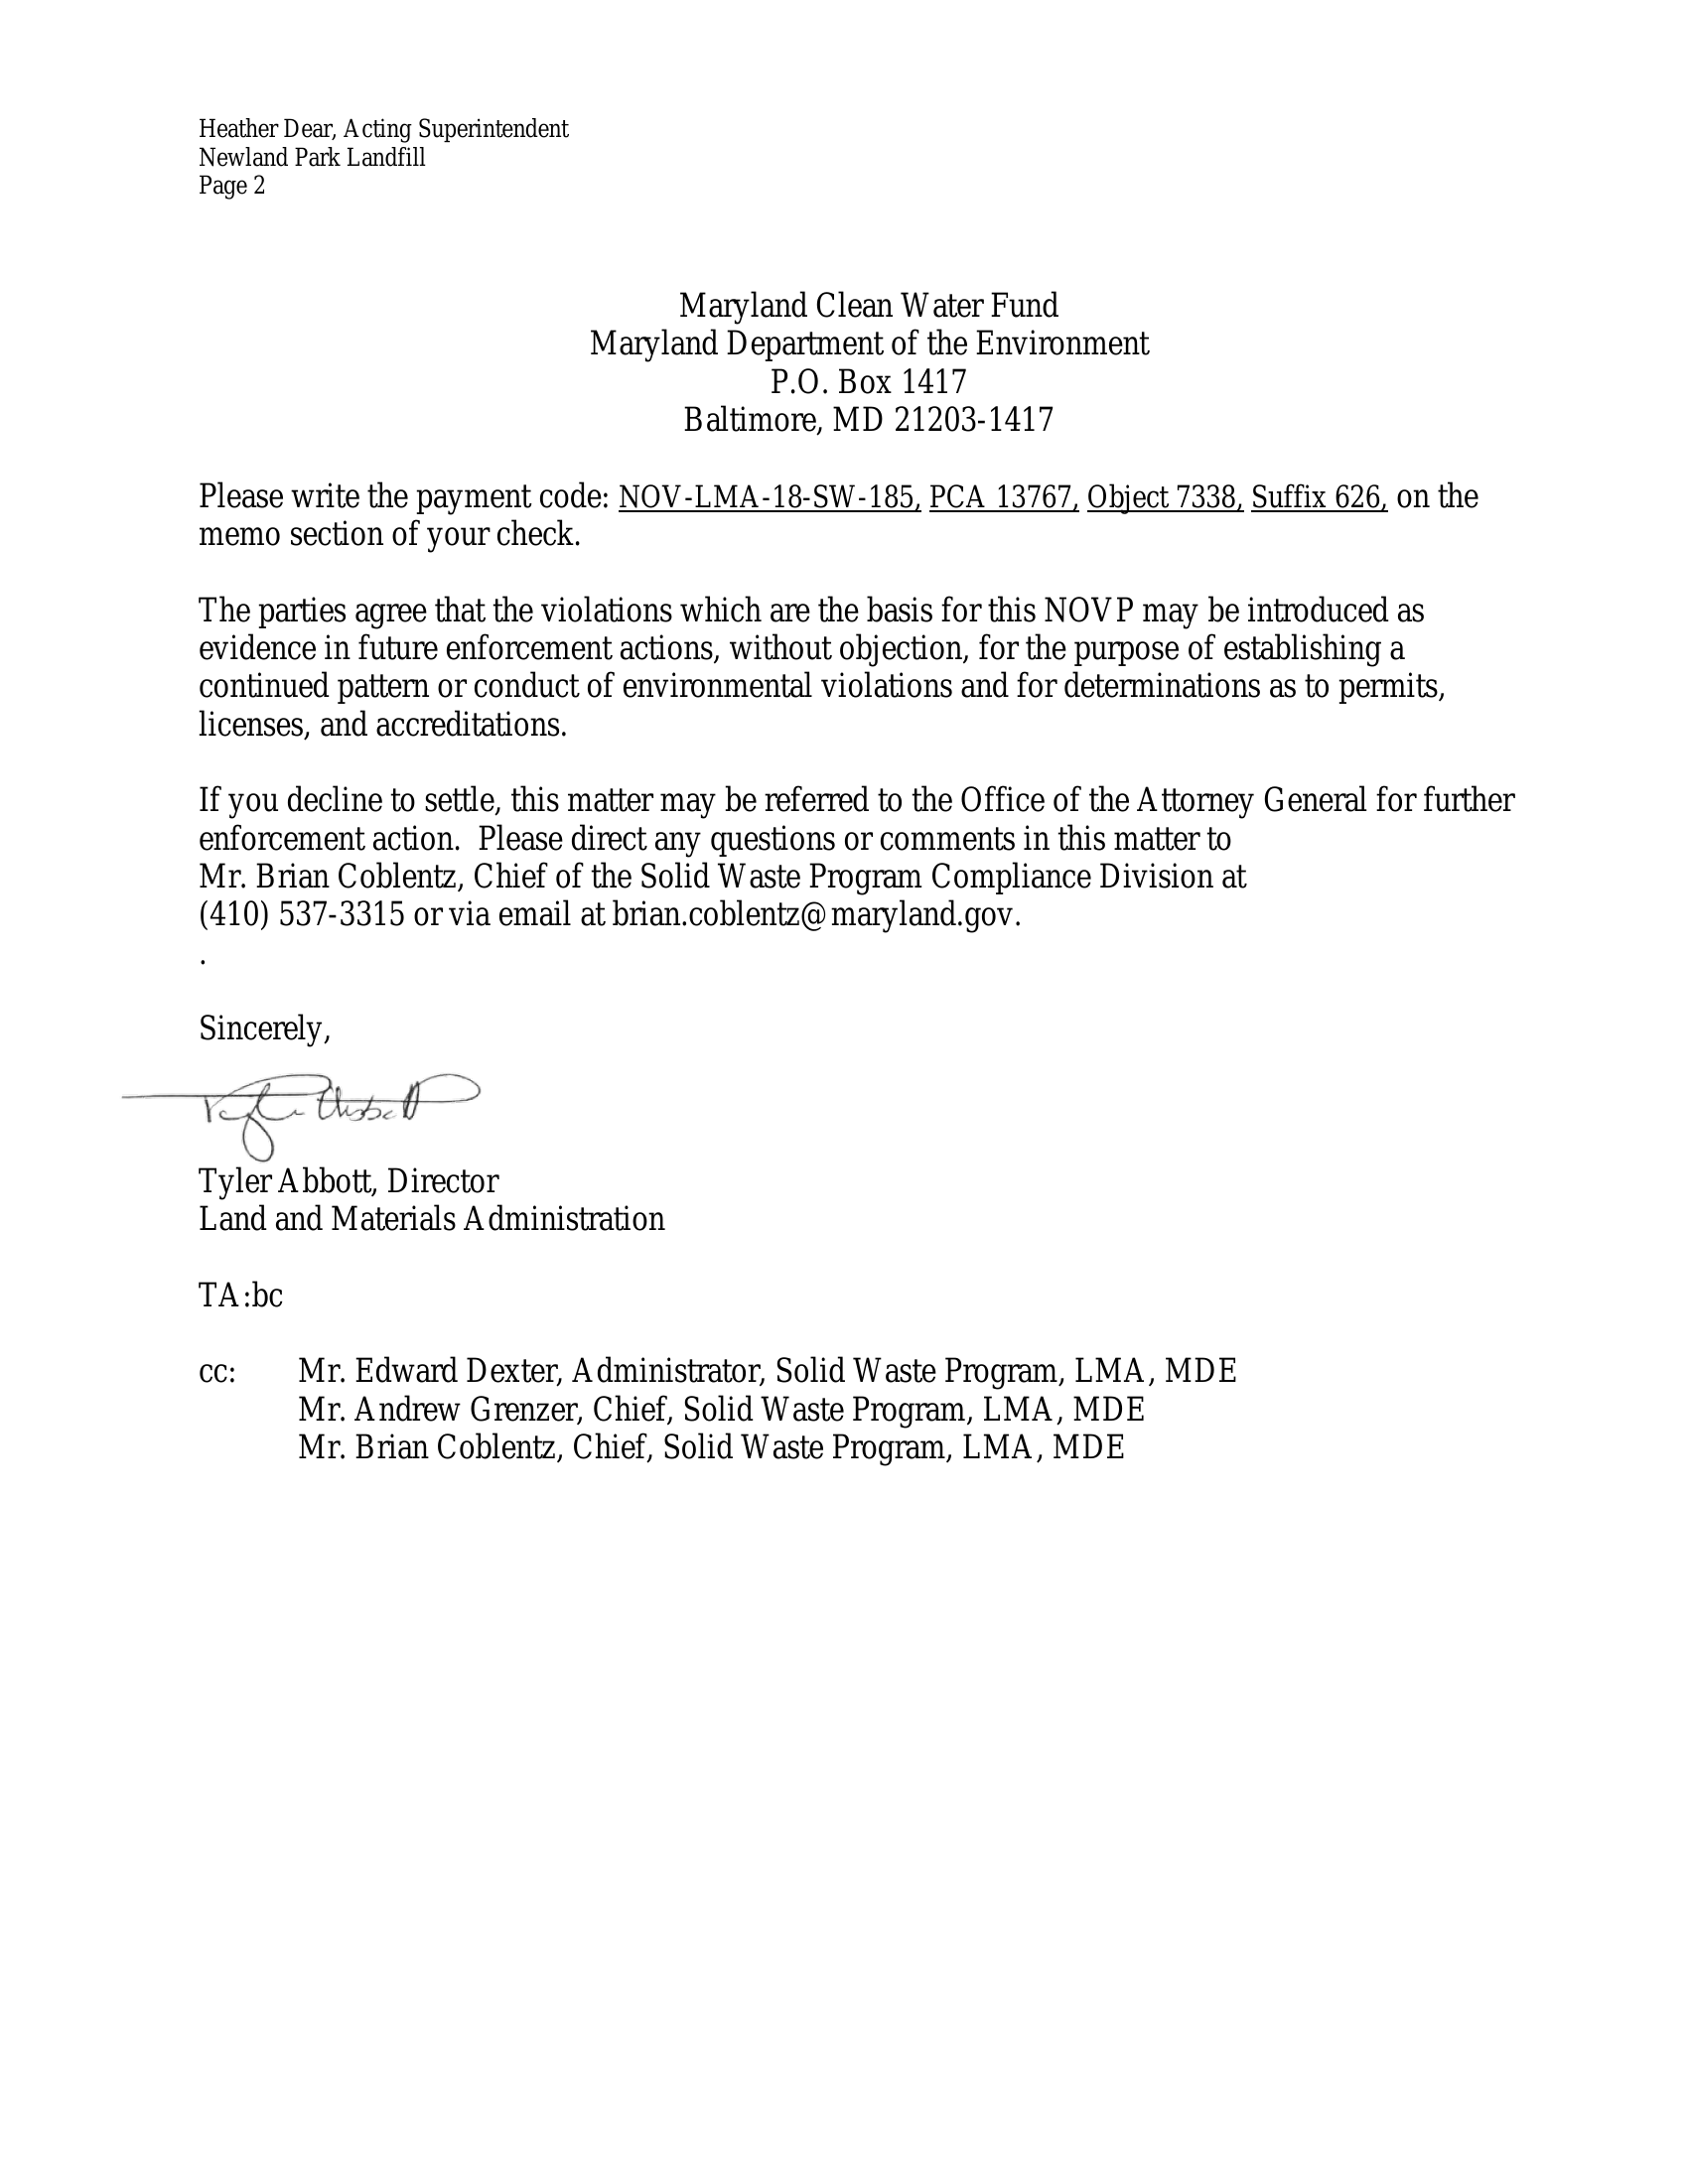 Heather Dear, Acting Superintendent
Newland Park Landfill
Page 2
Maryland Clean Water Fund
Maryland Department of the Environment
P.O. Box 1417
Baltimore, MD 21203-1417
Please write the payment code: NOV-LMA-18-SW-185, PCA 13767, Object 7338, Suffix 626, on the
memo section of your check.
The parties agree that the violations which are the basis for this NOVP may be introduced as
evidence in future enforcement actions, without objection, for the purpose of establishing a
continued pattern or conduct of environmental violations and for determinations as to permits,
licenses, and accreditations.
If you decline to settle, this matter may be referred to the Office of the Attorney General for further
enforcement action.  Please direct any questions or comments in this matter to
Mr. Brian Coblentz, Chief of the Solid Waste Program Compliance Division at
(410) 537-3315 or via email at brian.coblentz@maryland.gov.
.
Sincerely,
Tyler Abbott
Tyler Abbott, Director
Land and Materials Administration
TA:bc
cc: Mr. Edward Dexter, Administrator, Solid Waste Program, LMA, MDE
Mr. Andrew Grenzer, Chief, Solid Waste Program, LMA, MDE
Mr. Brian Coblentz, Chief, Solid Waste Program, LMA, MDE